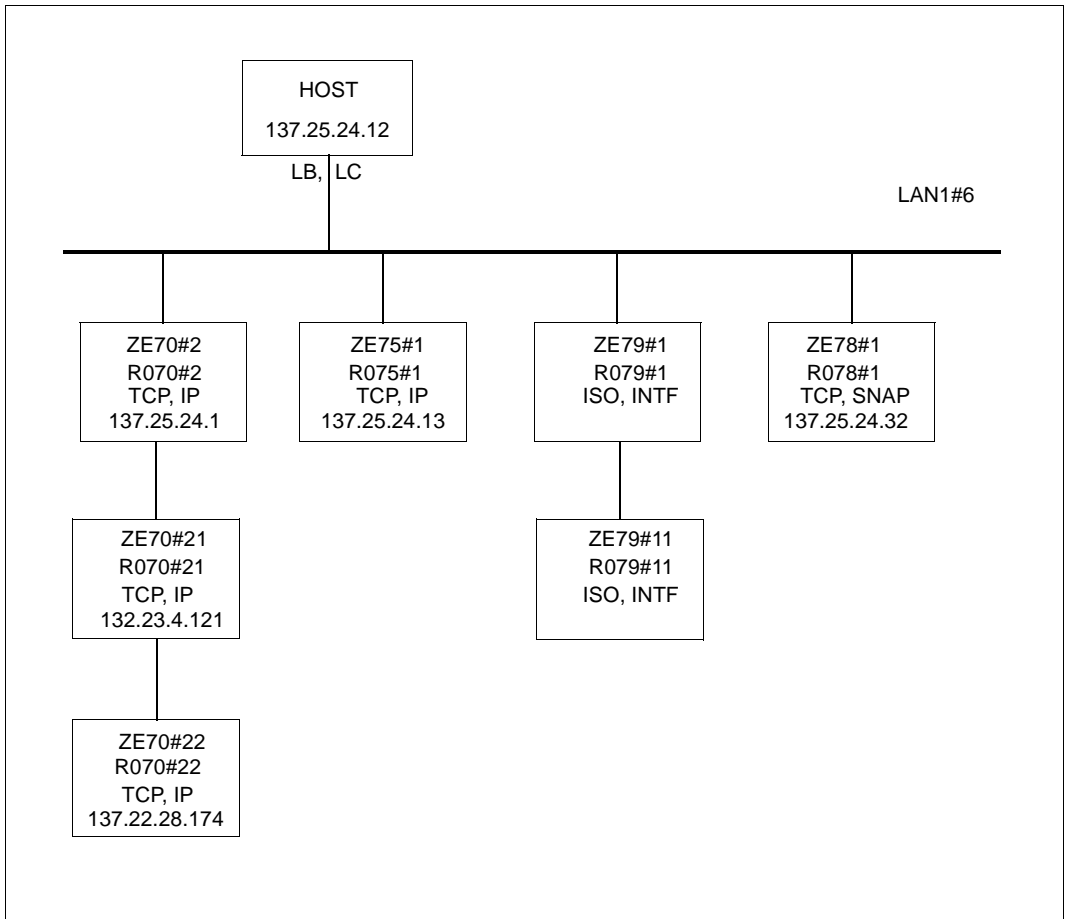 HOST
137.25.24.12
LB, LC
LAN1#6
ZE70#2
R070#2
TCP, IP
137.25.24.1
ZE75#1
R075#1
TCP, IP
137.25.24.13
ZE79#1
R079#1
ISO, INTF
ZE78#1
R078#1
TCP, SNAP
137.25.24.32
ZE70#21
R070#21
TCP, IP
132.23.4.121
ZE79#11
R079#11
ISO, INTF
ZE70#22
R070#22
TCP, IP
137.22.28.174